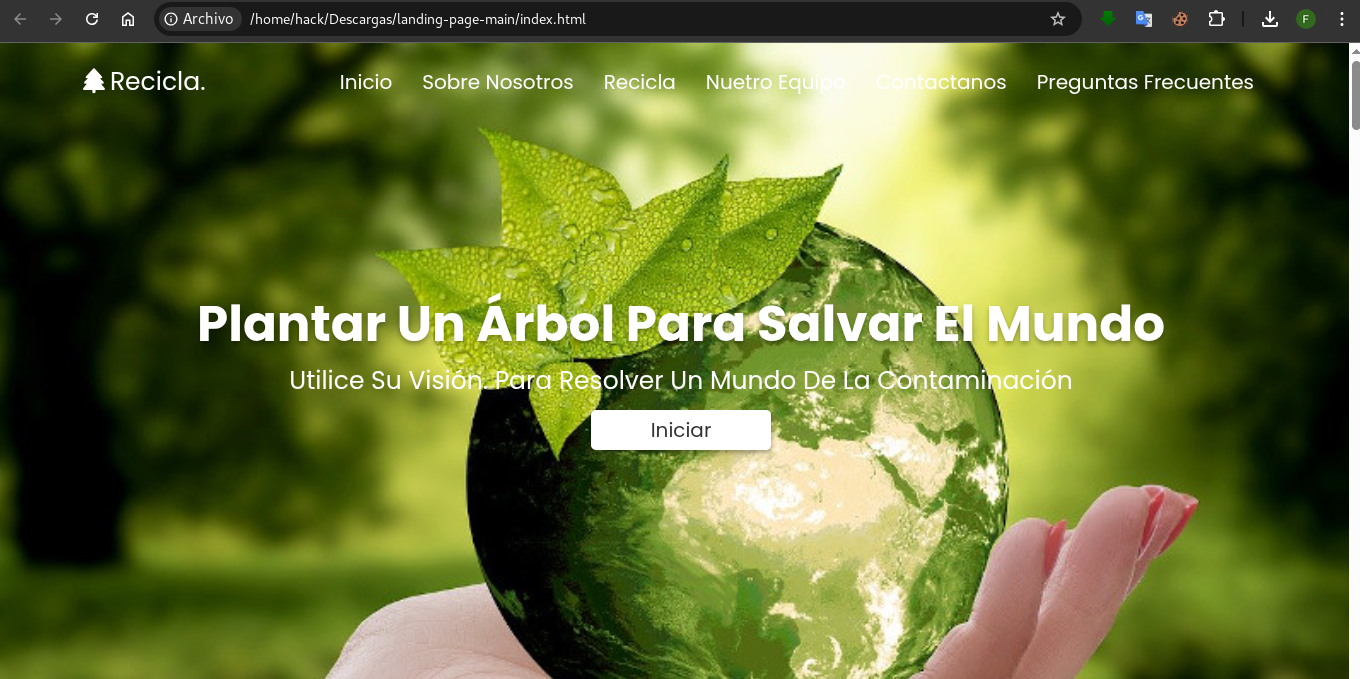 Archivo /home/hack/Descargas/landing-page-main/index.html
F
Recicla. Inicio Sobre Nosotros Recicla Nuetro Equipo Contactanos Preguntas Frecuentes
Plantar Un Árbol Para Salvar El Mundo
Utilice Su Visión. Para Resolver Un Mundo De La Contaminación
Iniciar